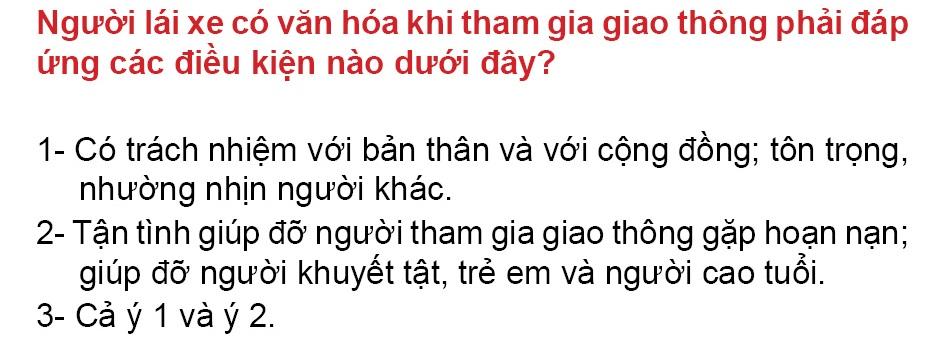 Người lái xe có văn hóa khi tham gia giao thông phải đáp
ứng các điều kiện nào dưới đây?
1- Có trách nhiệm với bản thân và với cộng đồng; tôn trọng,
nhường nhịn người khác.
2- Tận tình giúp đỡ người tham gia giao thông gặp hoạn nạn;
giúp đỡ người khuyết tật, trẻ em và người cao tuổi.
3- Cả ý 1 và ý 2.